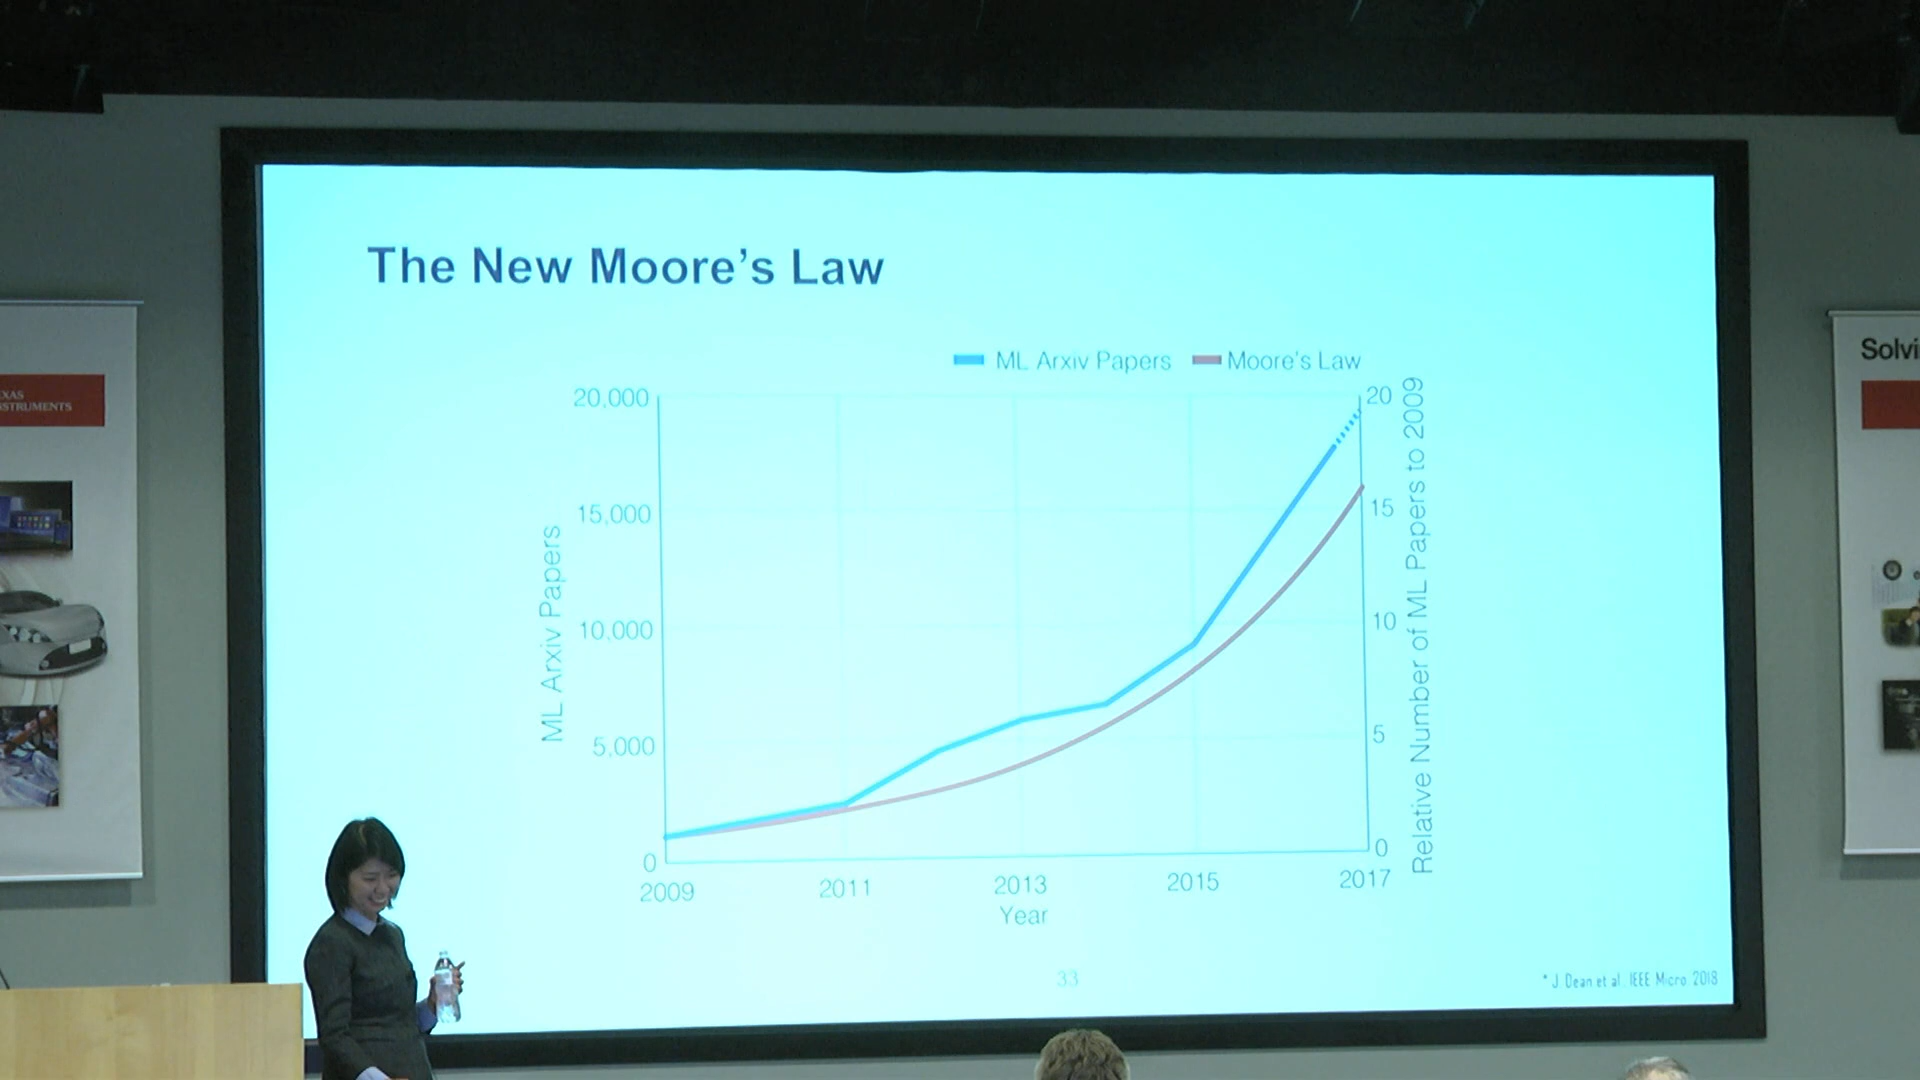 The New Moore's Law
ML Arxiv Papers
Moore's Law
20,000
15,000
10,000
5,000
0
ML Arxiv Papers
20
15
10
5
0
Relative Number of ML Papers to 2009
2009
2011
2013
2015
2017
Year
33
* J. Dean et al., IEEE Micro, 2018
EXAS
NSTRUMENTS
Solvi